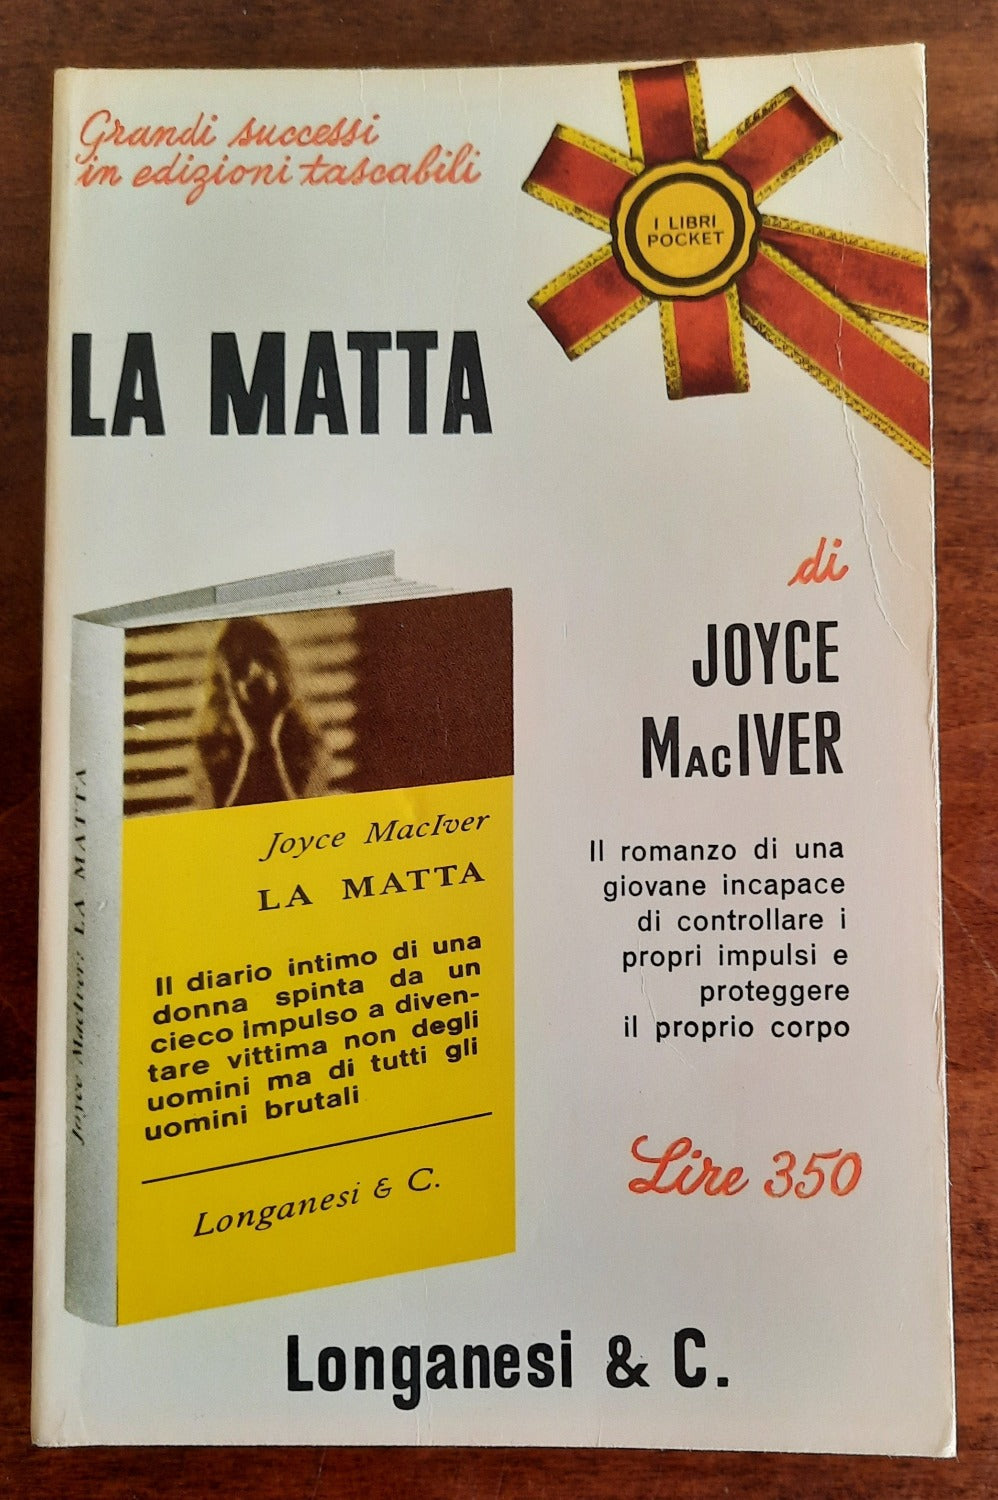 Grandi successi
in edizioni tascabili
I LIBRI
POCKET
LA MATTA
di
JOYCE
MacIVER
Il romanzo di una
giovane incapace
di controllare i
propri impulsi e
proteggere
il proprio corpo
Lire 350
Joyce MacIver: LA MATTA
Joyce MacIver
LA MATTA
Il diario intimo di una
donna spinta da un
cieco impulso a diven-
tare vittima non degli
uomini ma di tutti gli
uomini brutali
Longanesi & C.
Longanesi & C.